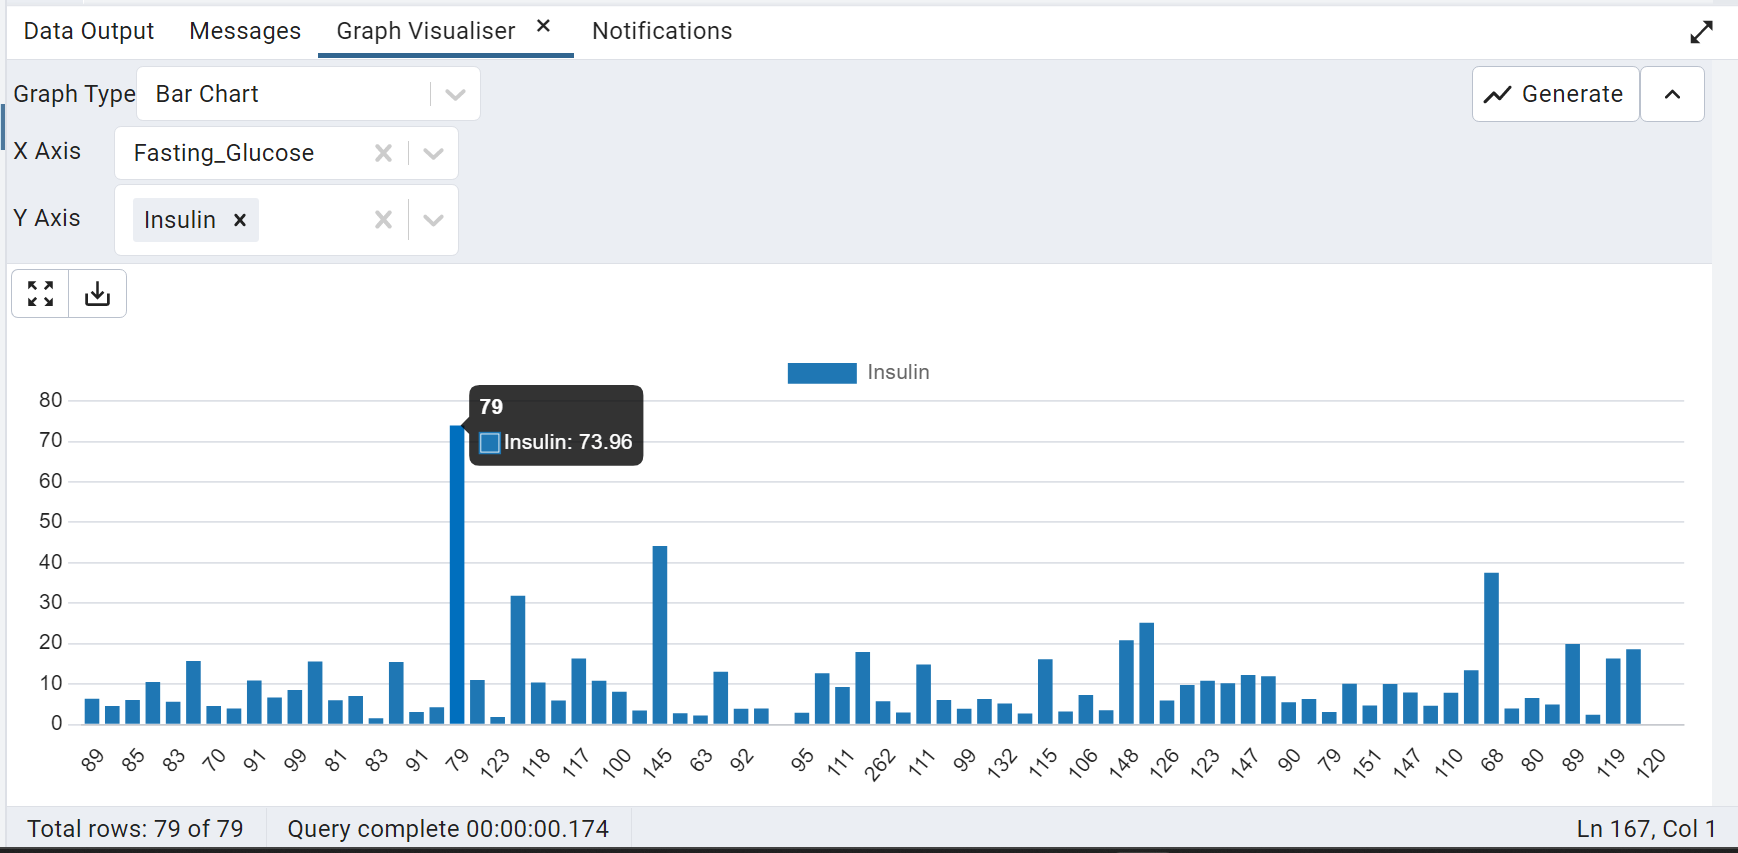 Data Output Messages Graph Visualiser Notifications
Graph Type Bar Chart Generate
X Axis Fasting_Glucose
Y Axis Insulin
Insulin
80
70
60
50
40
30
20
10
0
79
Insulin: 73.96
89 85 83 70 91 99 81 83 91 79 123 118 117 100 145 63 92 95 111 262 111 99 132 115 106 148 126 123 147 90 79 151 147 110 68 80 89 119 120
Total rows: 79 of 79 Query complete 00:00:00.174 Ln 167, Col 1